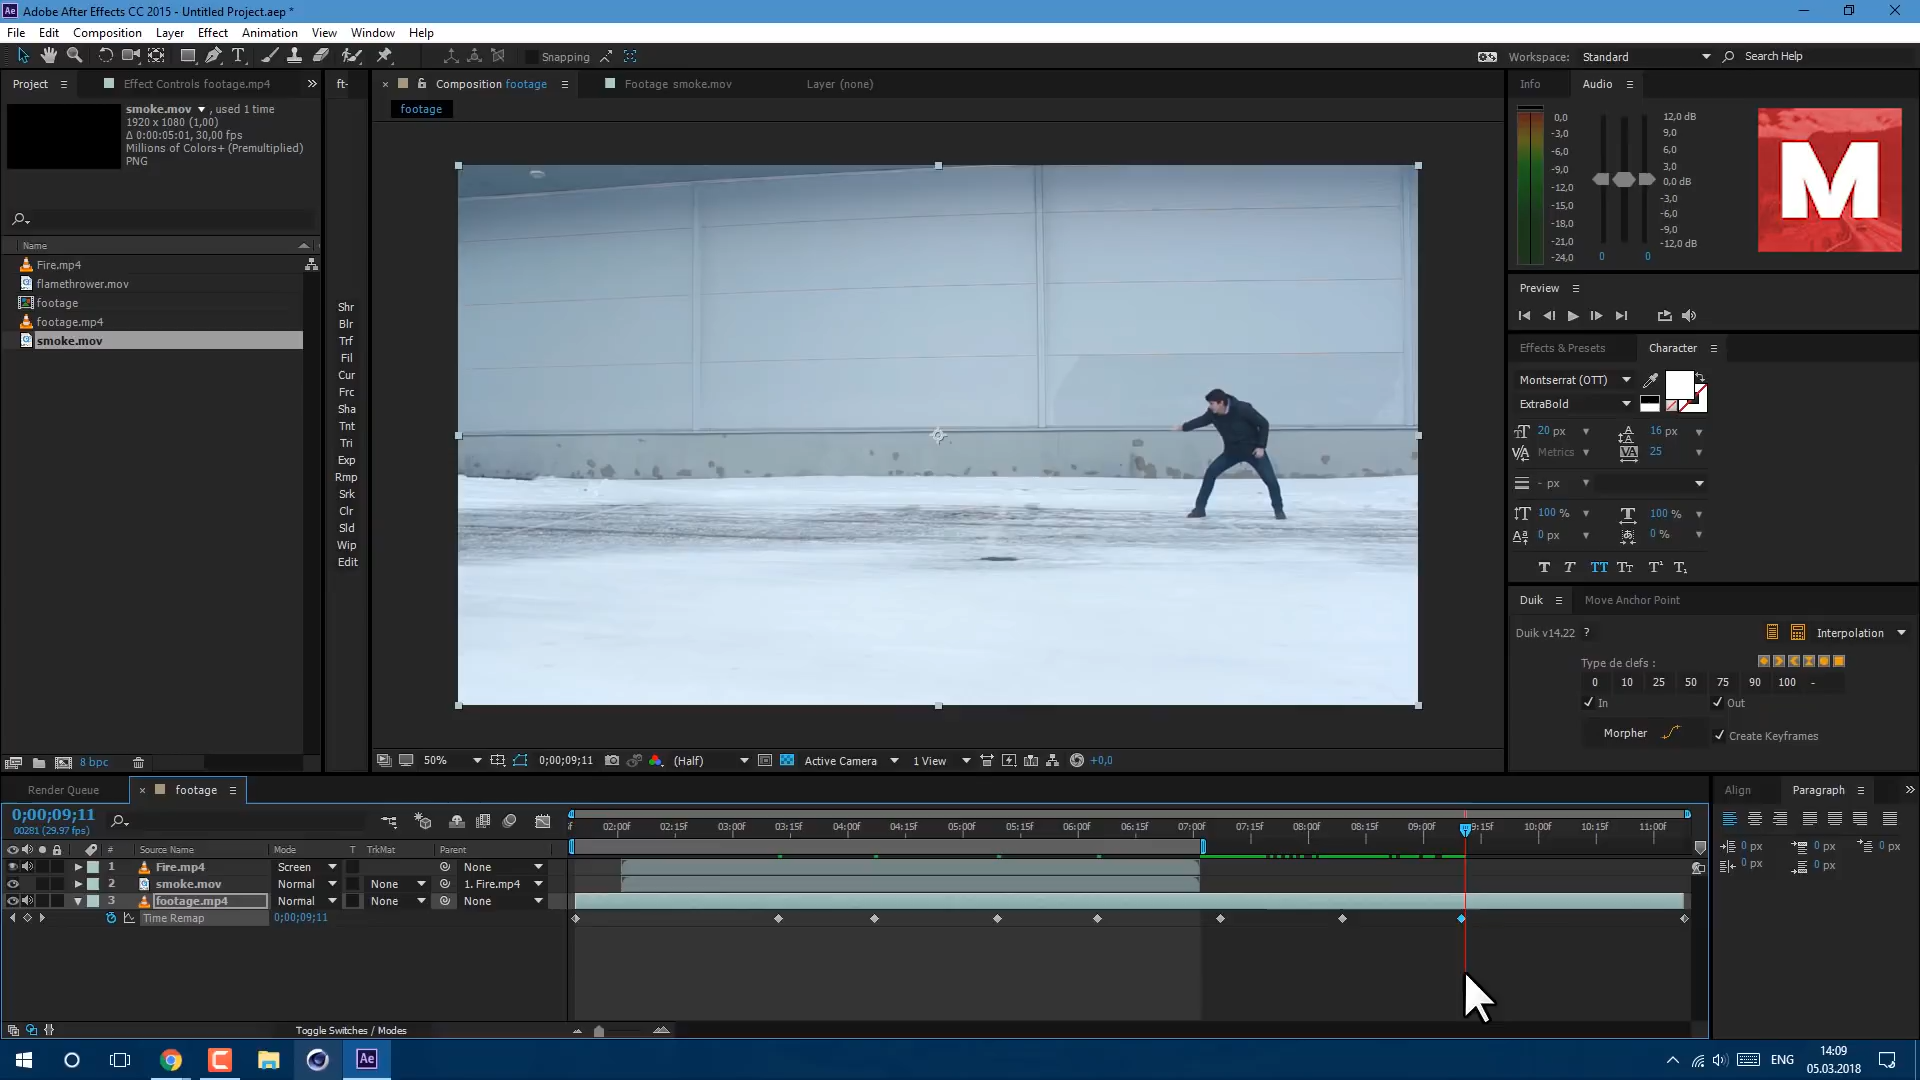 Adobe After Effects CC 2015 - Untitled Project.aep *
File Edit Composition Layer Effect Animation View Window Help
Snapping
Workspace: Standard
Search Help
Project
Effect Controls footage.mp4
smoke.mov , used 1 time
1920 x 1080 (1,00)
Δ 0:00:05:01, 30,00 fps
Millions of Colors+ (Premultiplied)
PNG
Name
Fire.mp4
flamethrower.mov
footage
footage.mp4
smoke.mov
8 bpc
ft-
Shr
Blr
Trf
Fil
Cur
Frc
Sha
Tnt
Tri
Exp
Rmp
Srk
Clr
Sld
Wip
Edit
Composition footage
Footage smoke.mov
Layer (none)
footage
50%
0;00;09;11
(Half)
Active Camera
1 View
+0,0
Info
Audio
0,0
-3,0
-6,0
-9,0
-12,0
-15,0
-18,0
-21,0
-24,0
12,0 dB
9,0
6,0
3,0
0,0 dB
-3,0
-6,0
-9,0
-12,0 dB
0 0
M
Preview
Effects & Presets
Character
Montserrat (OTT)
ExtraBold
20 px
16 px
Metrics
25
- px
100 %
100 %
0 px
0 %
Duik
Move Anchor Point
Duik v14.22 ?
Interpolation
Type de clefs :
0 10 25 50 75 90 100 -
In
Out
Morpher
Create Keyframes
Render Queue
footage
0;00;09;11
00281 (29.97 fps)
# Source Name Mode T TrkMat Parent
1 Fire.mp4 Screen None
2 smoke.mov Normal None 1. Fire.mp4
3 footage.mp4 Normal None None
Time Remap 0;00;09;11
02:00f 02:15f 03:00f 03:15f 04:00f 04:15f 05:00f 05:15f 06:00f 06:15f 07:00f 07:15f 08:00f 08:15f 09:00f 9:15f 10:00f 10:15f 11:00f
Toggle Switches / Modes
Align
Paragraph
0 px
0 px
0 px
0 px
0 px
Ae
ENG
14:09
05.03.2018